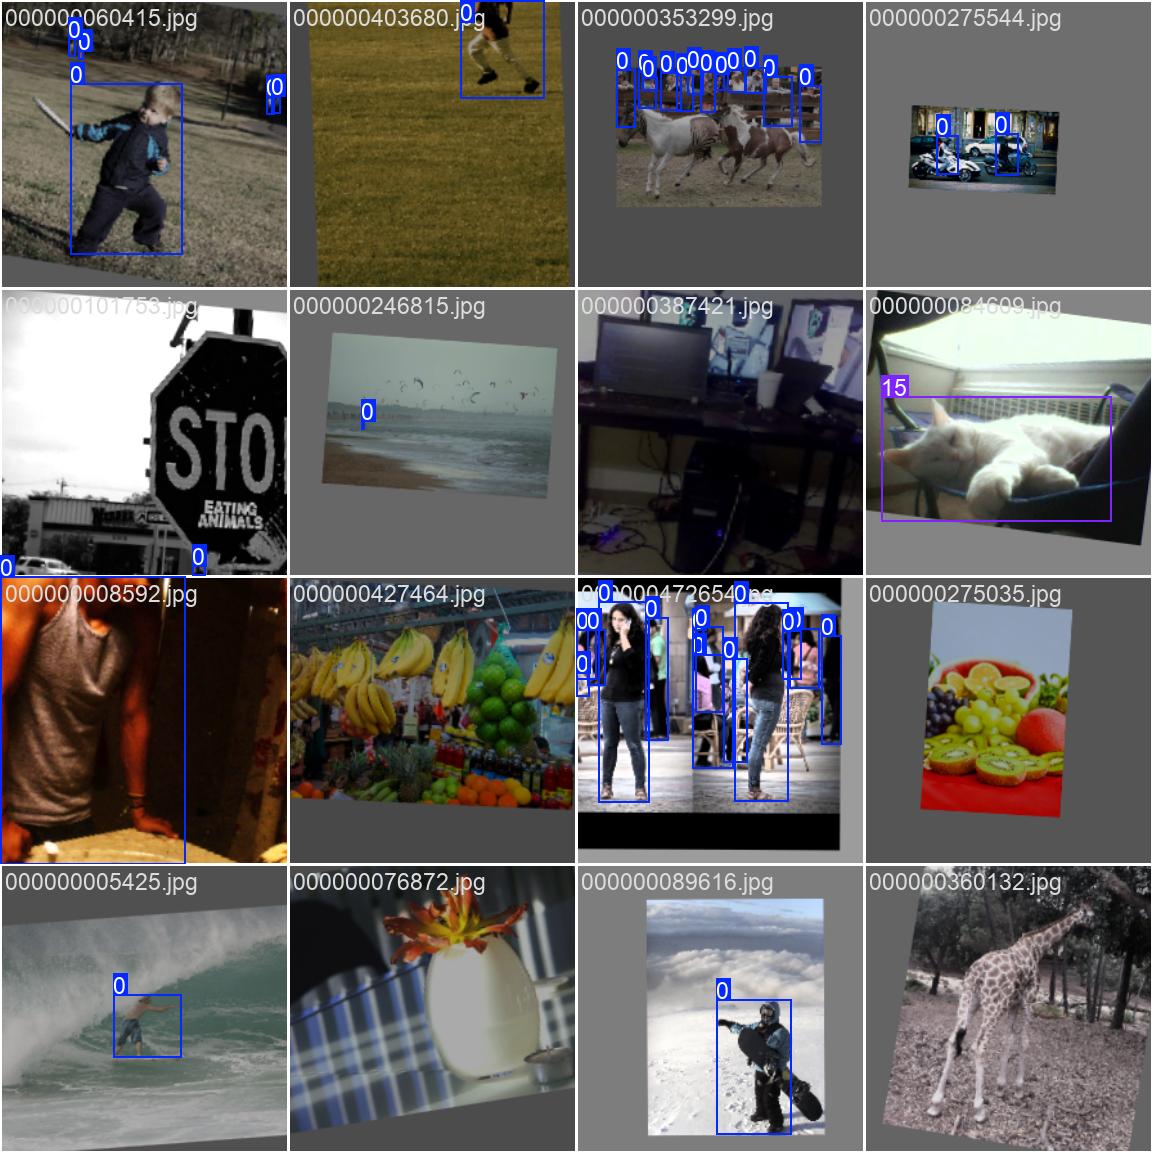 000000060415.jpg
0
0
0
0
000000403680.jpg
0
000000353299.jpg
0 0 0 0 0 0 0 0 0 0 0 0
000000275544.jpg
0 0
000000101753.jpg
STO
EATING
ANIMALS
0
0
000000246815.jpg
0
000000387421.jpg
000000084609.jpg
15
000000008592.jpg
000000427464.jpg
000000472654.jpg
0 0
0 0 0 0 0 0
0 0
0
000000275035.jpg
000000005425.jpg
0
000000076872.jpg
000000089616.jpg
0
000000360132.jpg